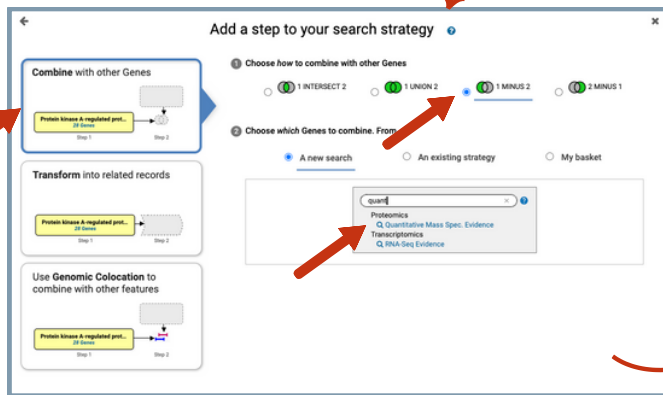 Add a step to your search strategy ?
Combine with other Genes
Protein kinase A-regulated prot...
28 Genes
Step 1 Step 2
Transform into related records
Protein kinase A-regulated prot...
28 Genes
Step 1 Step 2
Use Genomic Colocation to
combine with other features
Protein kinase A-regulated prot...
28 Genes
Step 1 Step 2
1 Choose how to combine with other Genes
1 INTERSECT 2 1 UNION 2 1 MINUS 2 2 MINUS 1
2 Choose which Genes to combine. From
A new search An existing strategy My basket
quant
Proteomics
Quantitative Mass Spec. Evidence
Transcriptomics
RNA-Seq Evidence